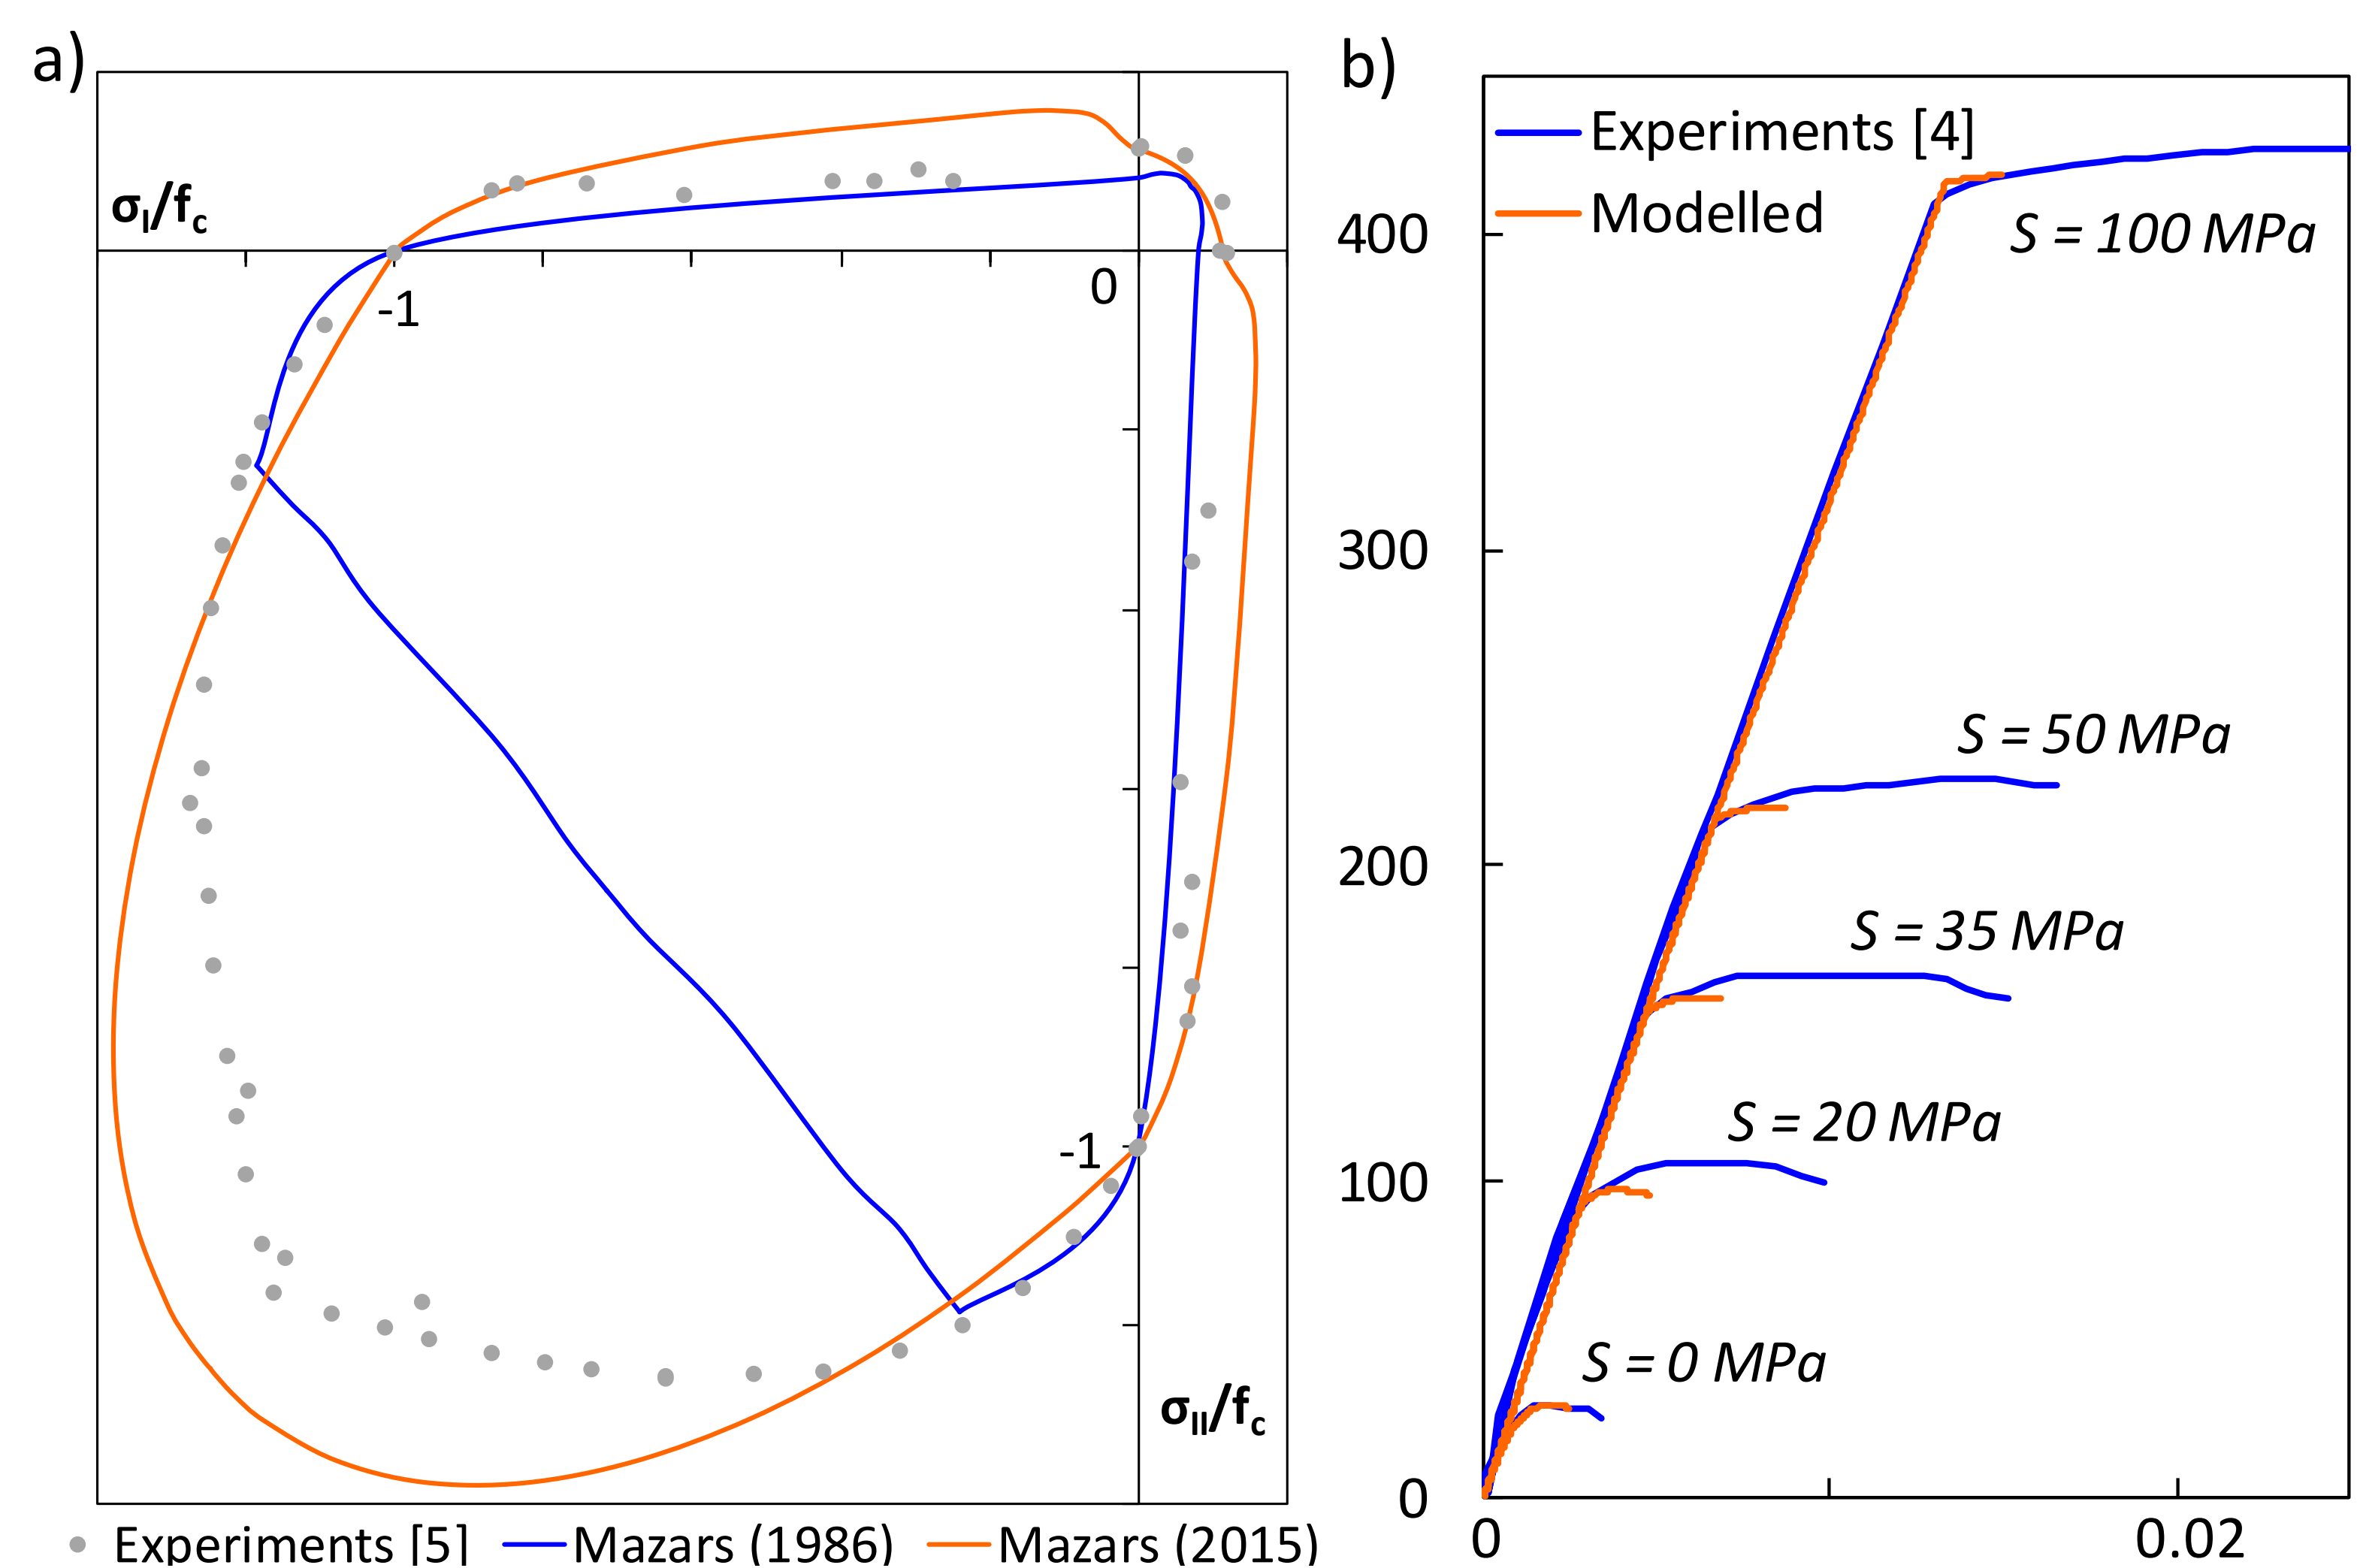 a)
σI/fc
-1
0
-1
σII/fc
Experiments [5]
Mazars (1986)
Mazars (2015)
b)
Experiments [4]
Modelled
400
S = 100 MPa
300
S = 50 MPa
200
S = 35 MPa
100
S = 20 MPa
S = 0 MPa
0
0
0.02